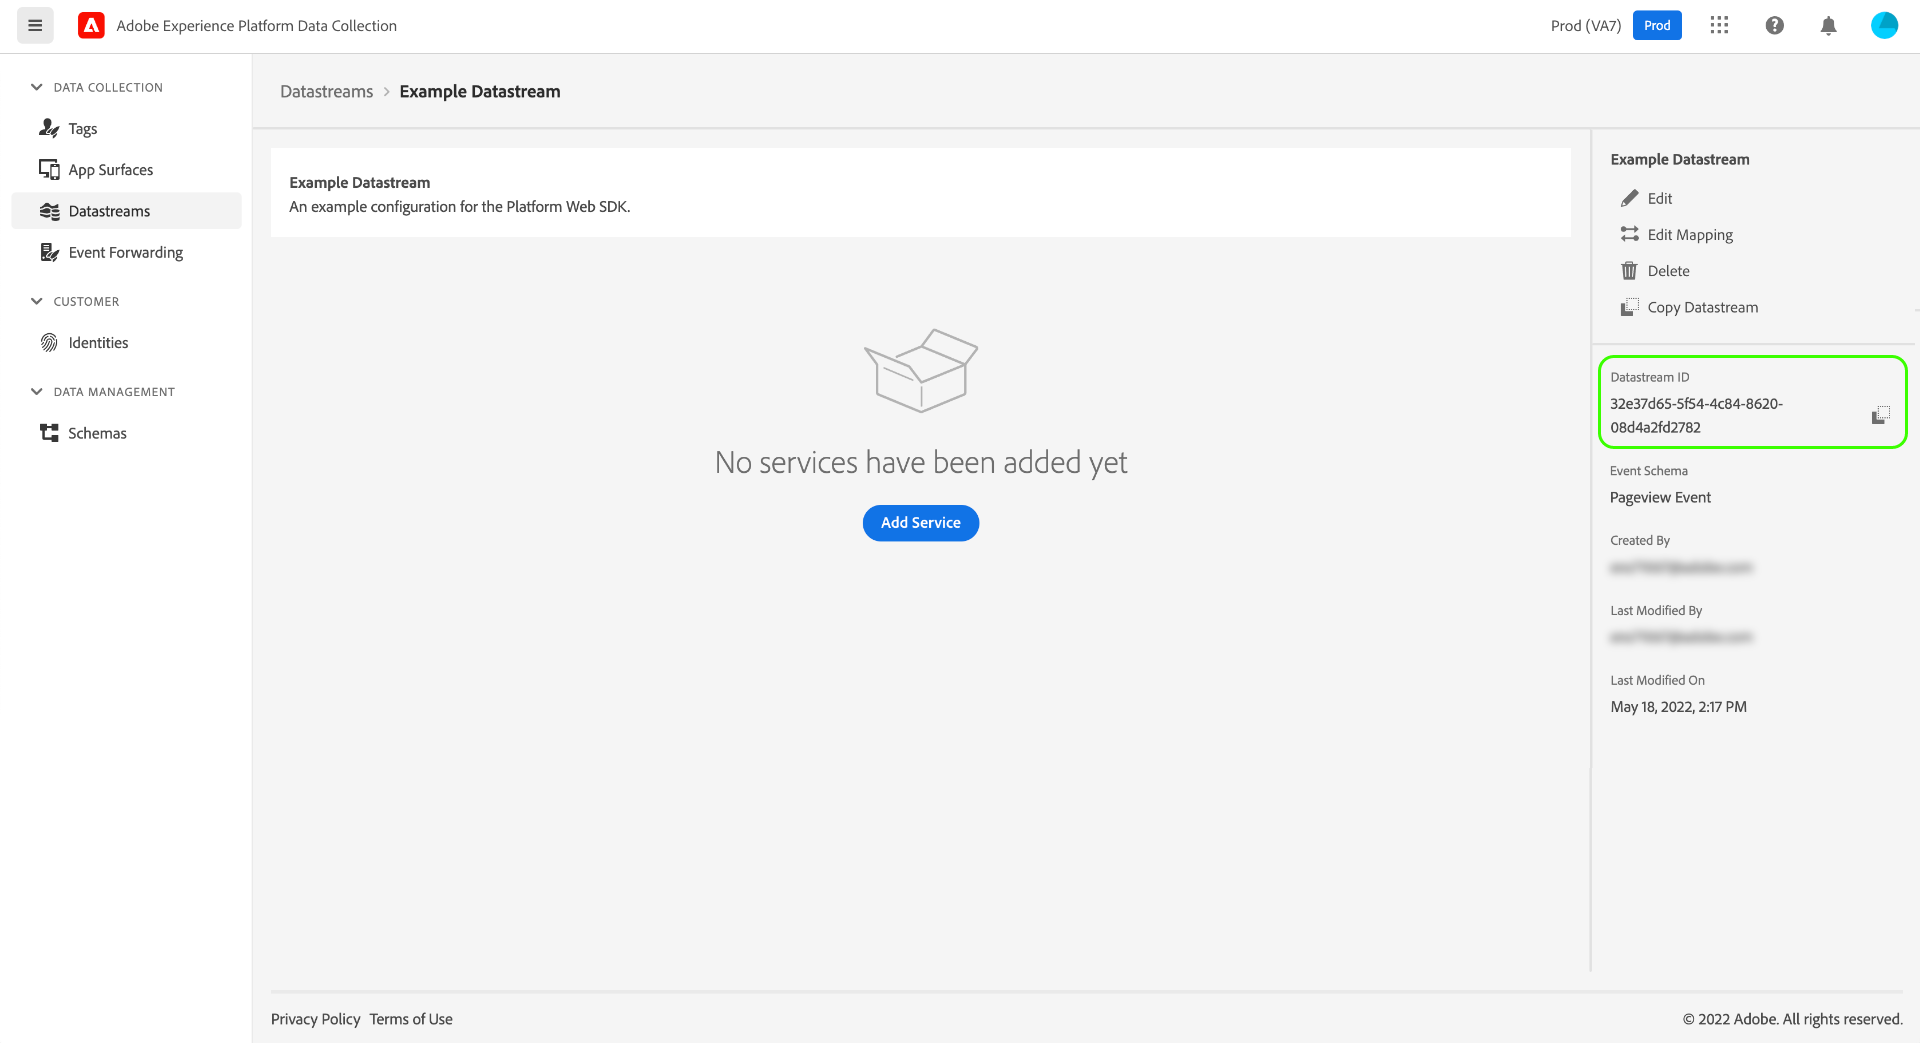 Adobe Experience Platform Data Collection
Prod (VA7)
Prod
DATA COLLECTION
Tags
App Surfaces
Datastreams
Event Forwarding
CUSTOMER
Identities
DATA MANAGEMENT
Schemas
Datastreams > Example Datastream
Example Datastream
An example configuration for the Platform Web SDK.
No services have been added yet
Add Service
Example Datastream
Edit
Edit Mapping
Delete
Copy Datastream
Datastream ID
32e37d65-5f54-4c84-8620-
08d4a2fd2782
Event Schema
Pageview Event
Created By
Last Modified By
Last Modified On
May 18, 2022, 2:17 PM
Privacy Policy Terms of Use
© 2022 Adobe. All rights reserved.